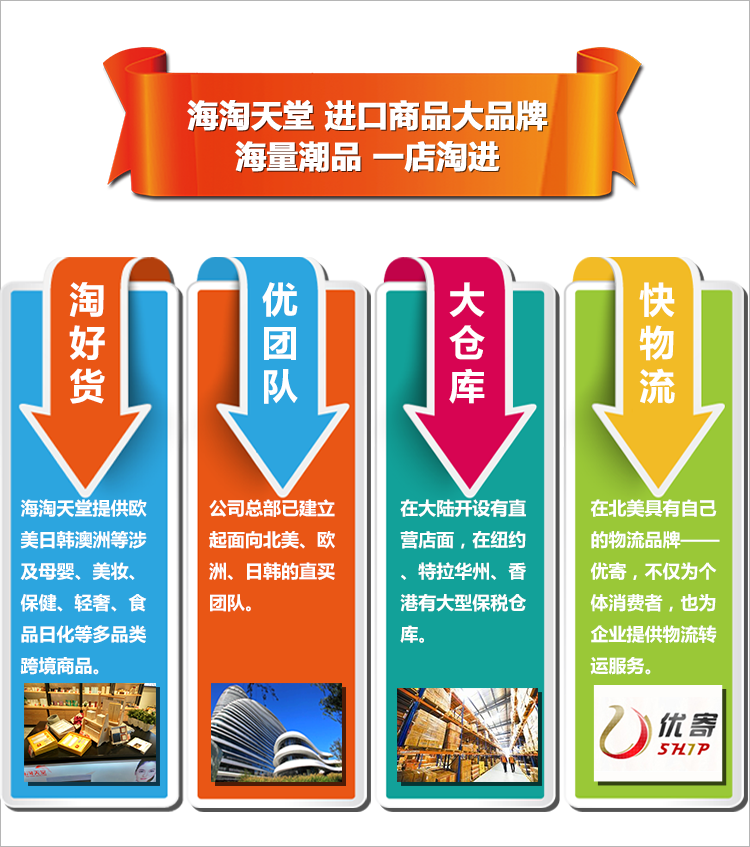 海淘天堂 进口商品大品牌
海量潮品 一店淘进
淘好货
海淘天堂提供欧
美日韩澳洲等涉
及母婴、美妆、
保健、轻奢、食
品日化等多品类
跨境商品。
优团队
公司总部已建立
起面向北美、欧
洲、日韩的直买
团队。
大仓库
在大陆开设有直
营店面，在纽约
、特拉华州、香
港有大型保税仓
库。
快物流
在北美具有自己
的物流品牌——
优寄，不仅为个
体消费者，也为
企业提供物流转
运服务。
优寄
SHIP